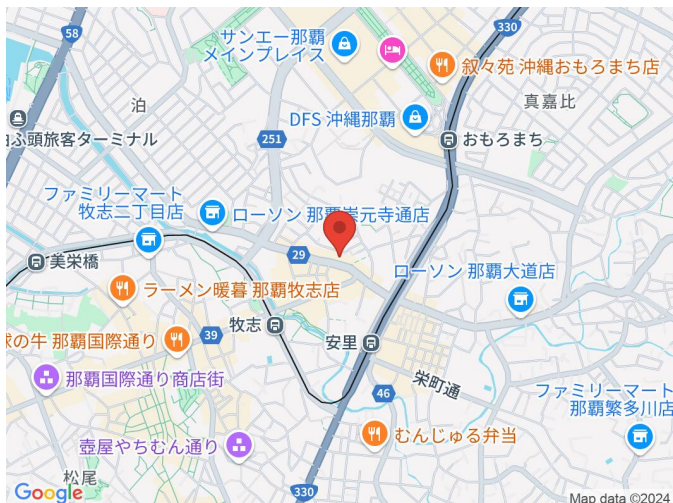 58
サンエー那覇
メインプレイス
330
叙々苑 沖縄おもろまち店
泊
真嘉比
DFS 沖縄那覇
泊ふ頭旅客ターミナル
251
おもろまち
ファミリーマート
牧志二丁目店
ローソン 那覇崇元寺通店
29
美栄橋
ローソン 那覇大道店
ラーメン暖暮 那覇牧志店
牧志
39
球の牛 那覇国際通り
安里
那覇国際通り商店街
46
栄町通
ファミリーマート
那覇繁多川店
壺屋やちむん通り
むんじゅる弁当
松尾
Google
330
Map data ©2024